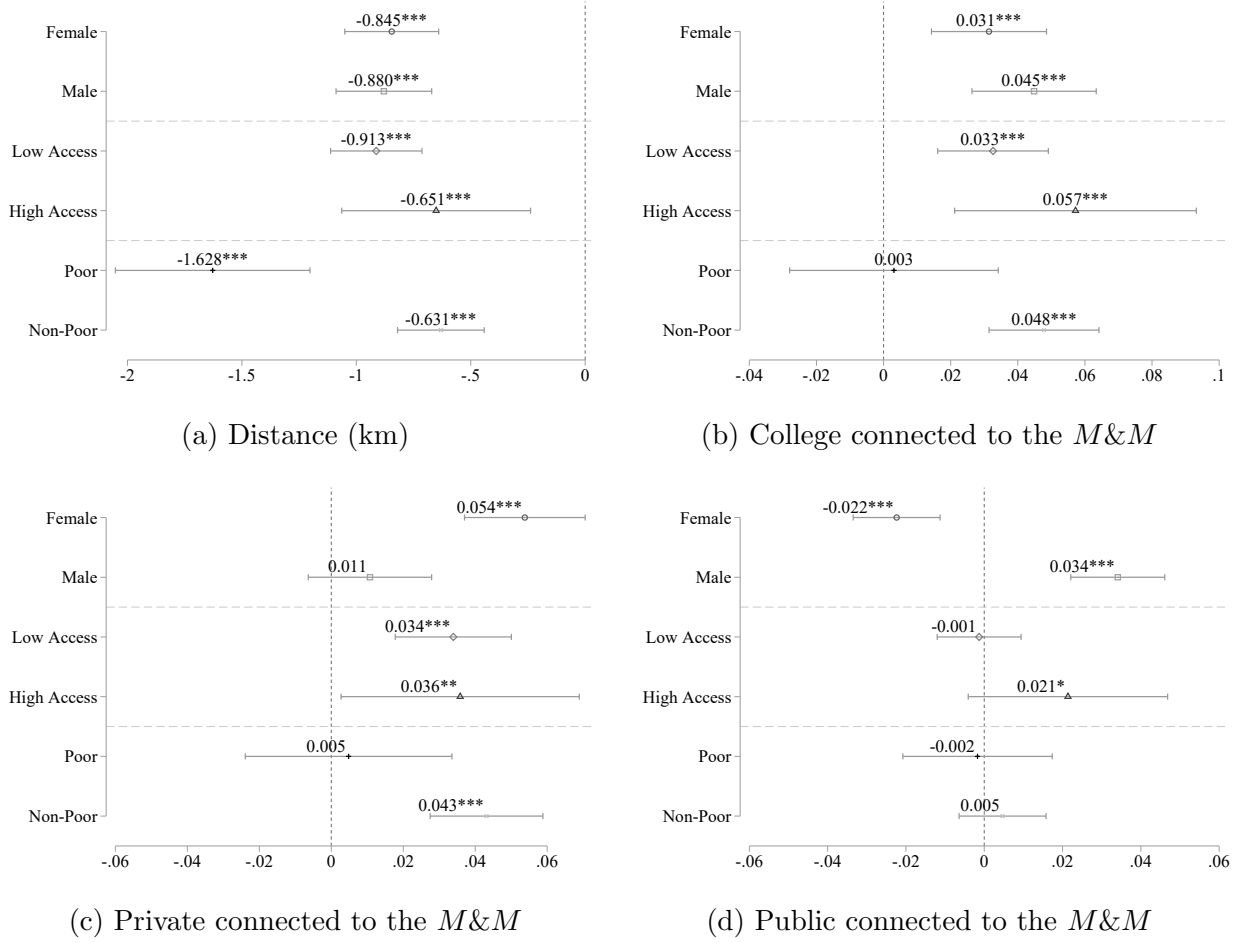 Female
-0.845***
Male
-0.880***
Low Access
-0.913***
High Access
-0.651***
Poor
-1.628***
Non-Poor
-0.631***
-2 -1.5 -1 -.5 0
(a) Distance (km)
Female
0.031***
Male
0.045***
Low Access
0.033***
High Access
0.057***
Poor
0.003
Non-Poor
0.048***
-.04 -.02 0 .02 .04 .06 .08 .1
(b) College connected to the M&M
Female
0.054***
Male
0.011
Low Access
0.034***
High Access
0.036**
Poor
0.005
Non-Poor
0.043***
-.06 -.04 -.02 0 .02 .04 .06
(c) Private connected to the M&M
Female
-0.022***
Male
0.034***
Low Access
-0.001
High Access
0.021*
Poor
-0.002
Non-Poor
0.005
-.06 -.04 -.02 0 .02 .04 .06
(d) Public connected to the M&M